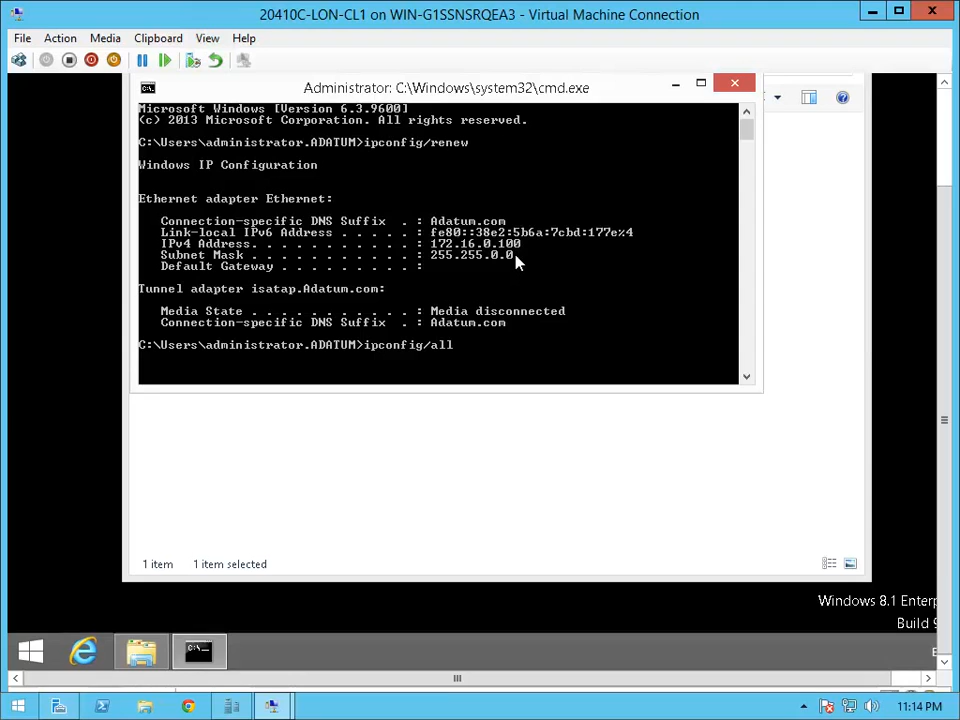 20410C-LON-CL1 on WIN-G1SSNSRQEA3 - Virtual Machine Connection
File Action Media Clipboard View Help
Administrator: C:\Windows\system32\cmd.exe
Microsoft Windows [Version 6.3.9600]
(c) 2013 Microsoft Corporation. All rights reserved.
C:\Users\administrator.ADATUM>ipconfig/renew
Windows IP Configuration
Ethernet adapter Ethernet:
Connection-specific DNS Suffix . : Adatum.com
Link-local IPv6 Address . . . . . : fe80::38e2:5b6a:7cbd:177e%4
IPv4 Address. . . . . . . . . . . : 172.16.0.100
Subnet Mask . . . . . . . . . . . : 255.255.0.0
Default Gateway . . . . . . . . . :
Tunnel adapter isatap.Adatum.com:
Media State . . . . . . . . . . . : Media disconnected
Connection-specific DNS Suffix . : Adatum.com
C:\Users\administrator.ADATUM>ipconfig/all
1 item 1 item selected
Windows 8.1 Enterp
Build 9
11:14 PM